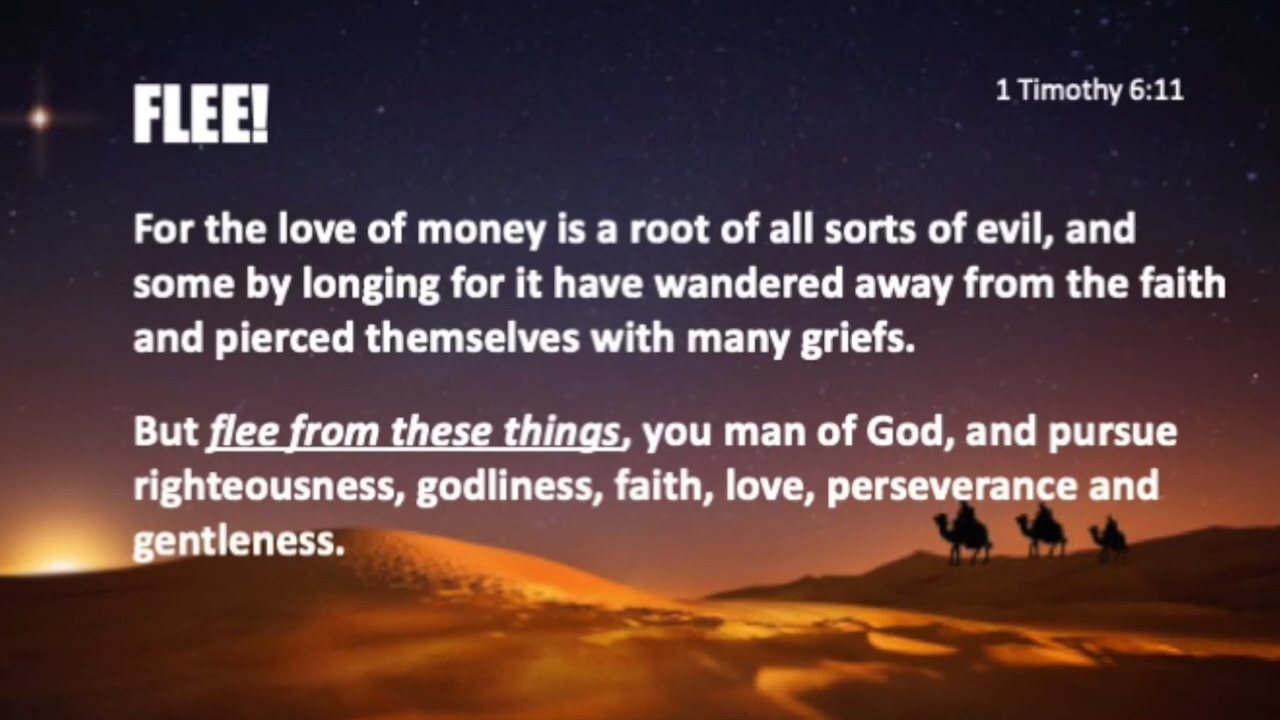 FLEE!
1 Timothy 6:11
For the love of money is a root of all sorts of evil, and
some by longing for it have wandered away from the faith
and pierced themselves with many griefs.
But flee from these things, you man of God, and pursue
righteousness, godliness, faith, love, perseverance and
gentleness.